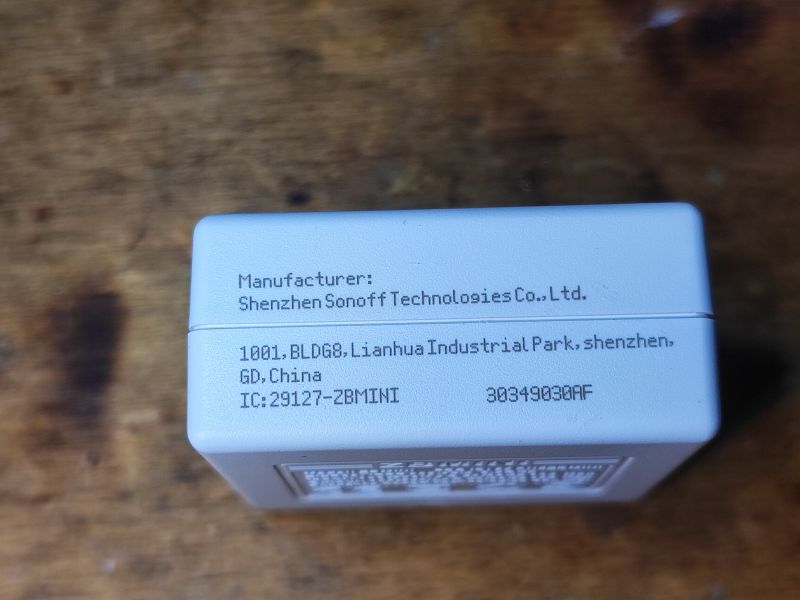 Manufacturer:
Shenzhen Sonoff Technologies Co.,Ltd.
1001,BLDG8,Lianhua Industrial Park,shenzhen,
GD,China
IC:29127-ZBMINI 30349030AF